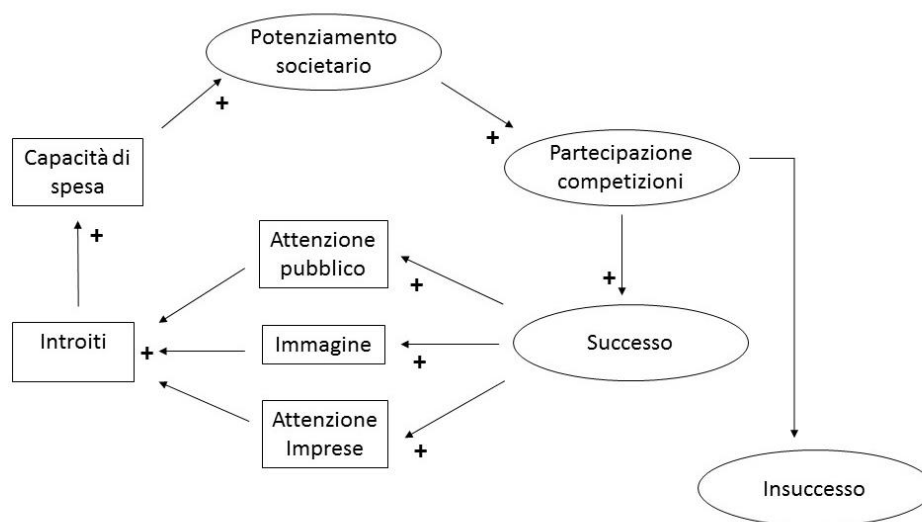 Potenziamento
societario
+
+
Capacità di
spesa
Partecipazione
competizioni
+
Attenzione
pubblico
+
+
Introiti
+
Immagine
+
Successo
Attenzione
Imprese
+
Insuccesso